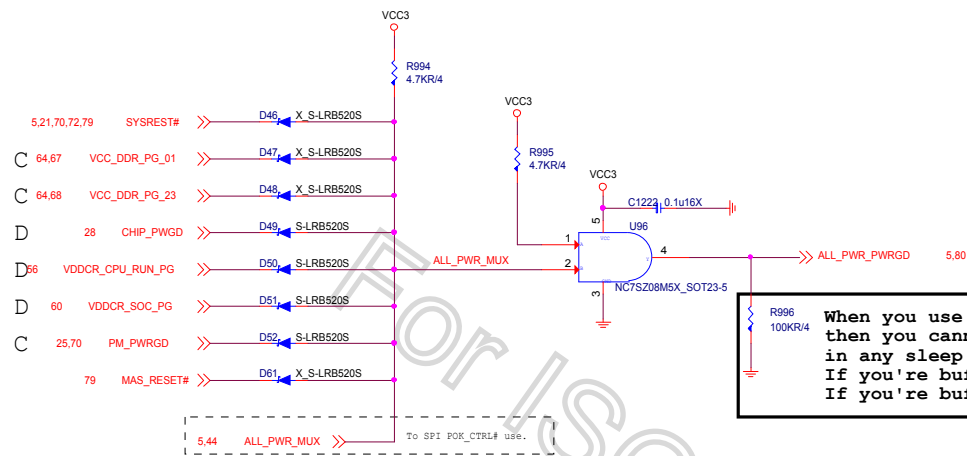 VCC3
R994
4.7KR/4
5,21,70,72,79 SYSREST# D46 X_S-LRB520S
C 64,67 VCC_DDR_PG_01 D47 X_S-LRB520S
C 64,68 VCC_DDR_PG_23 D48 X_S-LRB520S
D 28 CHIP_PWGD D49 S-LRB520S
D 56 VDDCR_CPU_RUN_PG D50 S-LRB520S
D 60 VDDCR_SOC_PG D51 S-LRB520S
C 25,70 PM_PWRGD D52 S-LRB520S
79 MAS_RESET# D61 X_S-LRB520S
5,44 ALL_PWR_MUX To SPI POK_CTRL# use.
VCC3
R995
4.7KR/4
VCC3
C1222 0.1u16X
5
U96
VCC
1 A
ALL_PWR_MUX 2
Y 4
3
NC7SZ08M5X_SOT23-5
ALL_PWR_PWRGD 5,80
R996
100KR/4
When you use
then you cann
in any sleep
If you're buf
If you're buf
For Iso